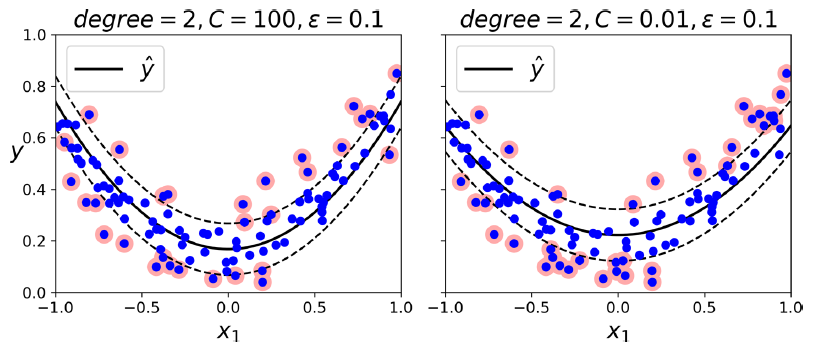 degree = 2, C = 100, ε = 0.1
ŷ
y
0.0
0.2
0.4
0.6
0.8
1.0
−1.0 −0.5 0.0 0.5 1.0
x₁
degree = 2, C = 0.01, ε = 0.1
ŷ
−1.0 −0.5 0.0 0.5 1.0
x₁